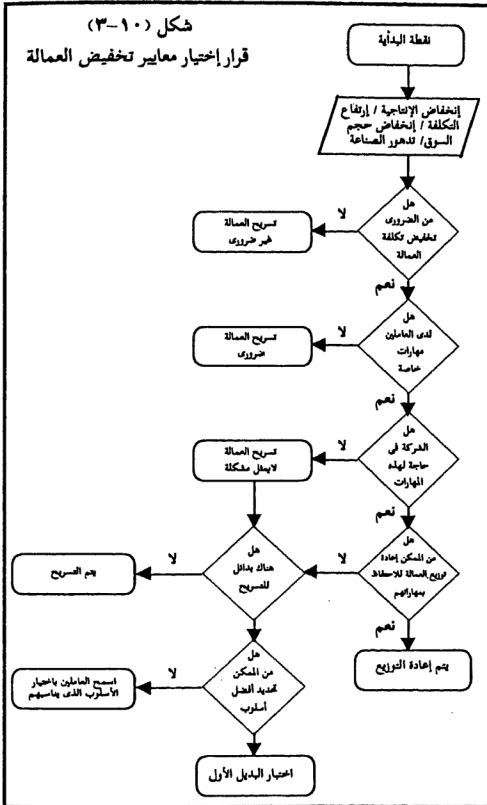 شكل (١٠-٣)
قرار إختيار معايير تخفيض العمالة
نقطة البدأية
إنخفاض الإنتاجية / إرتفاع
التكلفة / إنخفاض حجم
السوق/ تدهور الصناعة
هل
من الضرورى
تخفيض تكلفة
العمالة
لا
تسريح العمالة
غير ضرورى
نعم
هل
لدى العاملين
مهارات
خاصة
لا
تسريح العمالة
ضرورى
نعم
هل
الشركة فى
حاجة لهذه
المهارات
لا
تسريح العمالة
لايمثل مشكلة
نعم
هل
من الممكن إعادة
توزيع العمالة للاحتفاظ
بمهاراتهم
لا
هل
هناك بدائل
للتسريح
لا
يتم التسريح
نعم
يتم إعادة التوزيع
هل
من الممكن
تحديد أفضل
أسلوب
لا
اسمح العاملين باختيار
الأسلوب الذى يناسبهم
اختبار البديل الأول